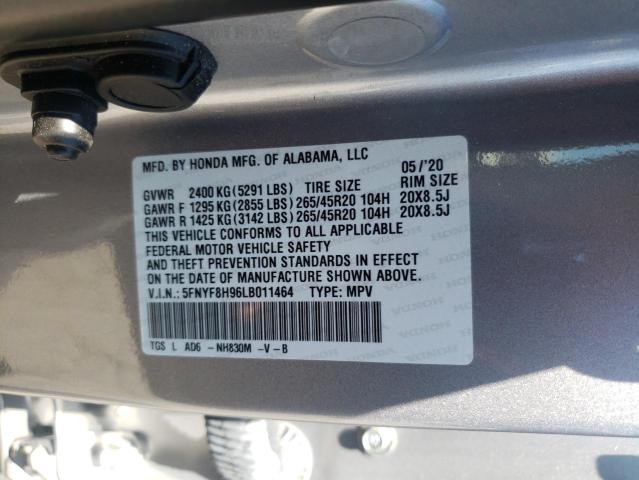 MFD. BY HONDA MFG. OF ALABAMA, LLC 05/'20
GVWR 2400 KG (5291 LBS) TIRE SIZE RIM SIZE
GAWR F 1295 KG (2855 LBS) 265/45R20 104H 20X8.5J
GAWR R 1425 KG (3142 LBS) 265/45R20 104H 20X8.5J
THIS VEHICLE CONFORMS TO ALL APPLICABLE
FEDERAL MOTOR VEHICLE SAFETY
AND THEFT PREVENTION STANDARDS IN EFFECT
ON THE DATE OF MANUFACTURE SHOWN ABOVE.
V.I.N.: 5FNYF8H96LB011464 TYPE: MPV
TGS L AD6 -NH830M -V-B